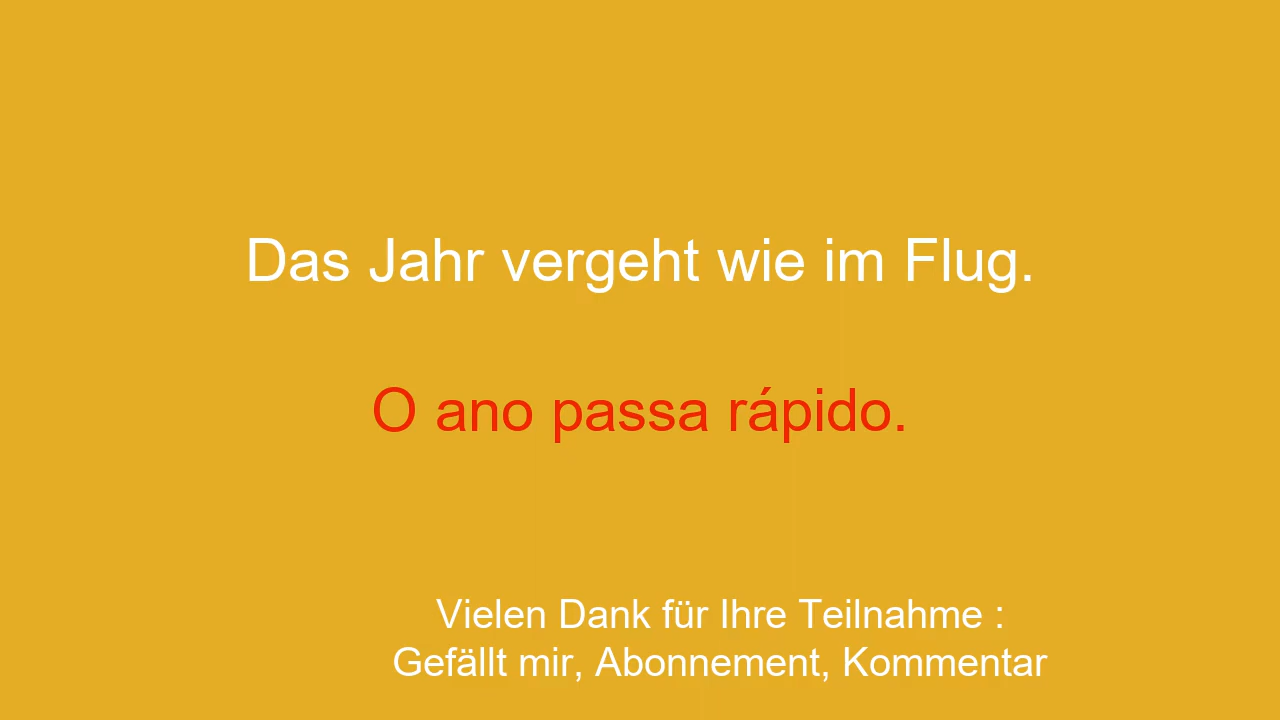 Das Jahr vergeht wie im Flug.
O ano passa rápido.
Vielen Dank für Ihre Teilnahme :
Gefällt mir, Abonnement, Kommentar